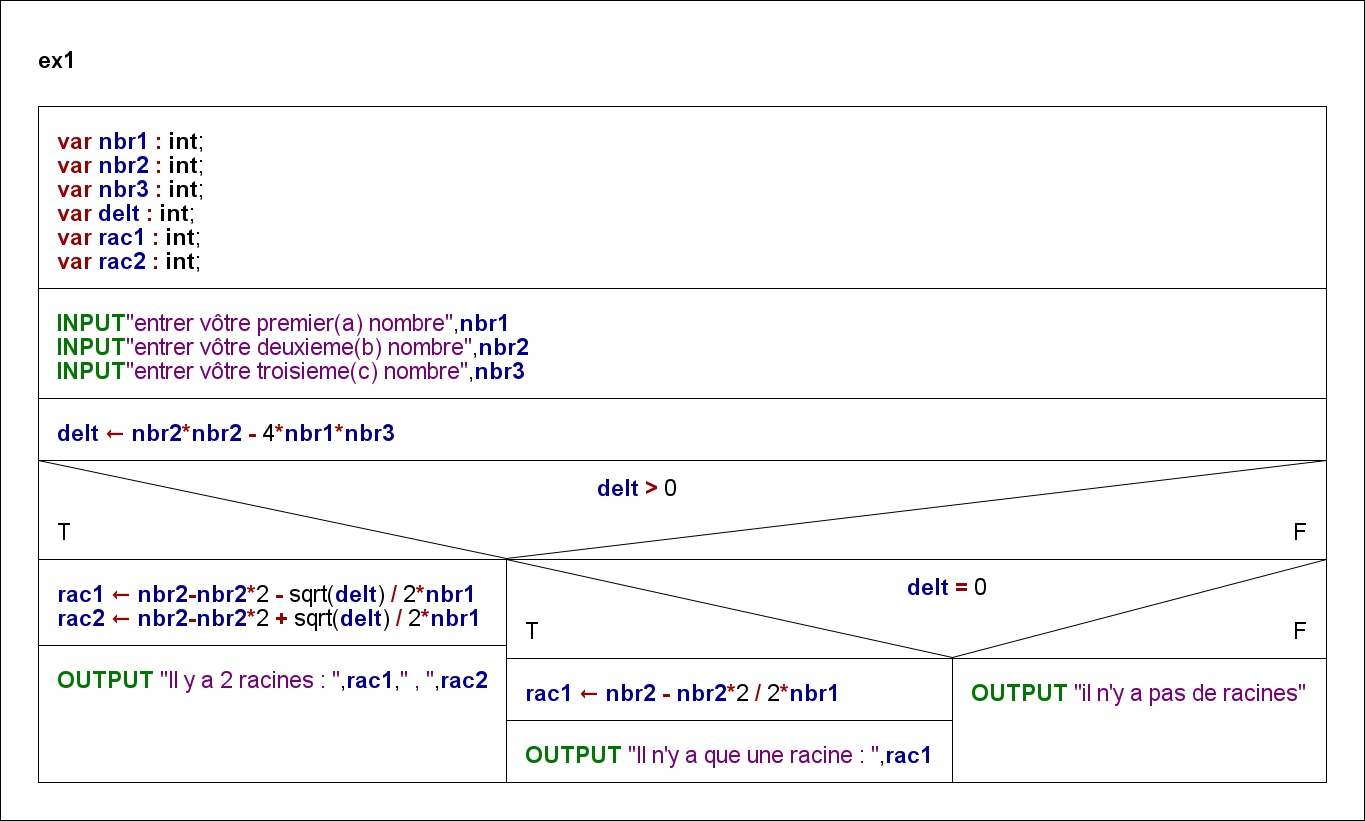 ex1
var nbr1 : int;
var nbr2 : int;
var nbr3 : int;
var delt : int;
var rac1 : int;
var rac2 : int;
INPUT"entrer vôtre premier(a) nombre",nbr1
INPUT"entrer vôtre deuxieme(b) nombre",nbr2
INPUT"entrer vôtre troisieme(c) nombre",nbr3
delt ← nbr2*nbr2 - 4*nbr1*nbr3
delt > 0
T
F
rac1 ← nbr2-nbr2*2 - sqrt(delt) / 2*nbr1
rac2 ← nbr2-nbr2*2 + sqrt(delt) / 2*nbr1
OUTPUT "Il y a 2 racines : ",rac1," , ",rac2
delt = 0
T
F
rac1 ← nbr2 - nbr2*2 / 2*nbr1
OUTPUT "Il n'y a que une racine : ",rac1
OUTPUT "il n'y a pas de racines"